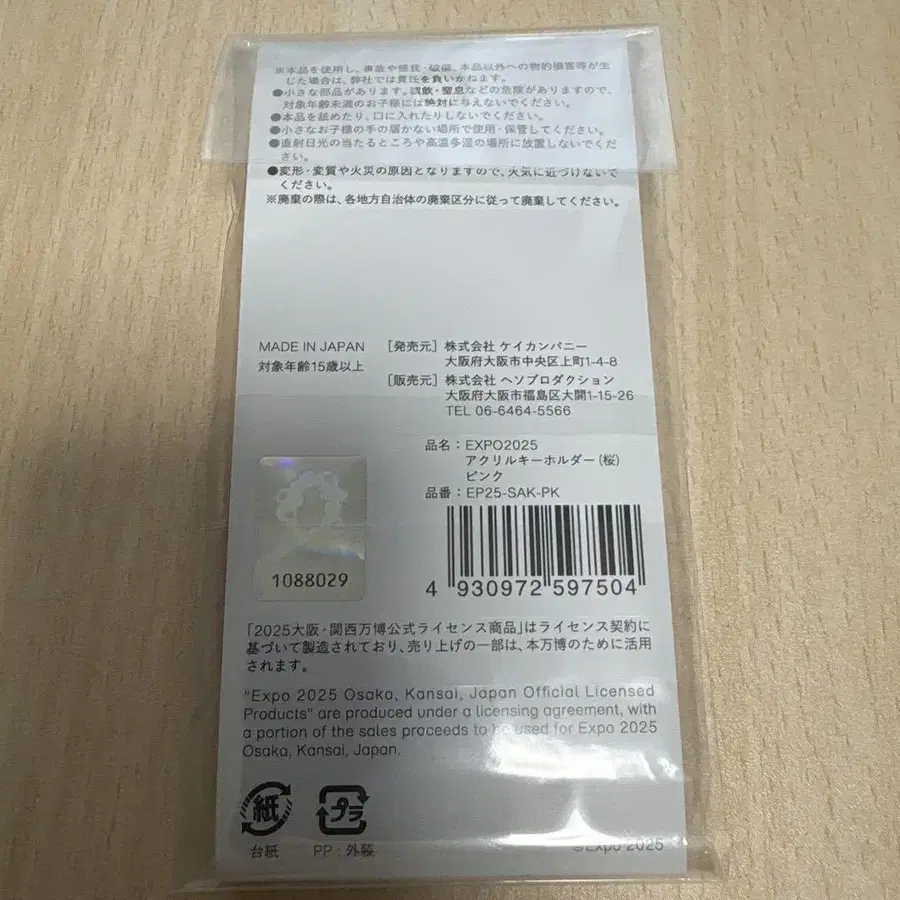 ※本品を使用し、事故や怪我・破損、本品以外への物的損害等が生
じた場合は、弊社では責任を負いかねます。
●小さな部品があります。誤飲・窒息などの危険がありますので、
対象年齢未満のお子様には絶対に与えないでください。
●本品を舐めたり、口に入れたりしないでください。
●小さなお子様の手の届かない場所で使用・保管してください。
●直射日光の当たるところや高温多湿の場所に放置しないでくださ
い。
●変形・変質や火災の原因となりますので、火気に近づけないで
ください。
※廃棄の際は、各地方自治体の廃棄区分に従って廃棄してください。
MADE IN JAPAN
対象年齢15歳以上
[発売元] 株式会社 ケイカンパニー
大阪府大阪市中央区上町1-4-8
[販売元] 株式会社 ヘソプロダクション
大阪府大阪市福島区大開1-15-26
TEL 06-6464-5566
品名：EXPO2025
アクリルキーホルダー(桜)
ピンク
品番：EP25-SAK-PK
1088029
4 930972 597504
「2025大阪・関西万博公式ライセンス商品」はライセンス契約に
基づいて製造されており、売り上げの一部は、本万博のために活用
されます。
"Expo 2025 Osaka, Kansai, Japan Official Licensed
Products" are produced under a licensing agreement, with
a portion of the sales proceeds to be used for Expo 2025
Osaka, Kansai, Japan.
紙
プラ
台紙
PP：外装
©Expo 2025